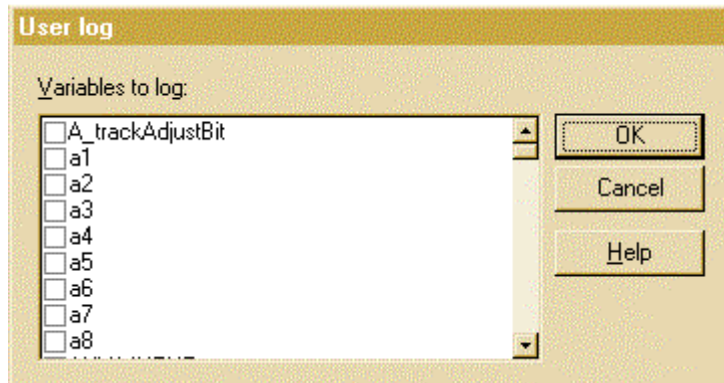 User log
Variables to log:
A_trackAdjustBit
a1
a2
a3
a4
a5
a6
a7
a8
OK
Cancel
Help